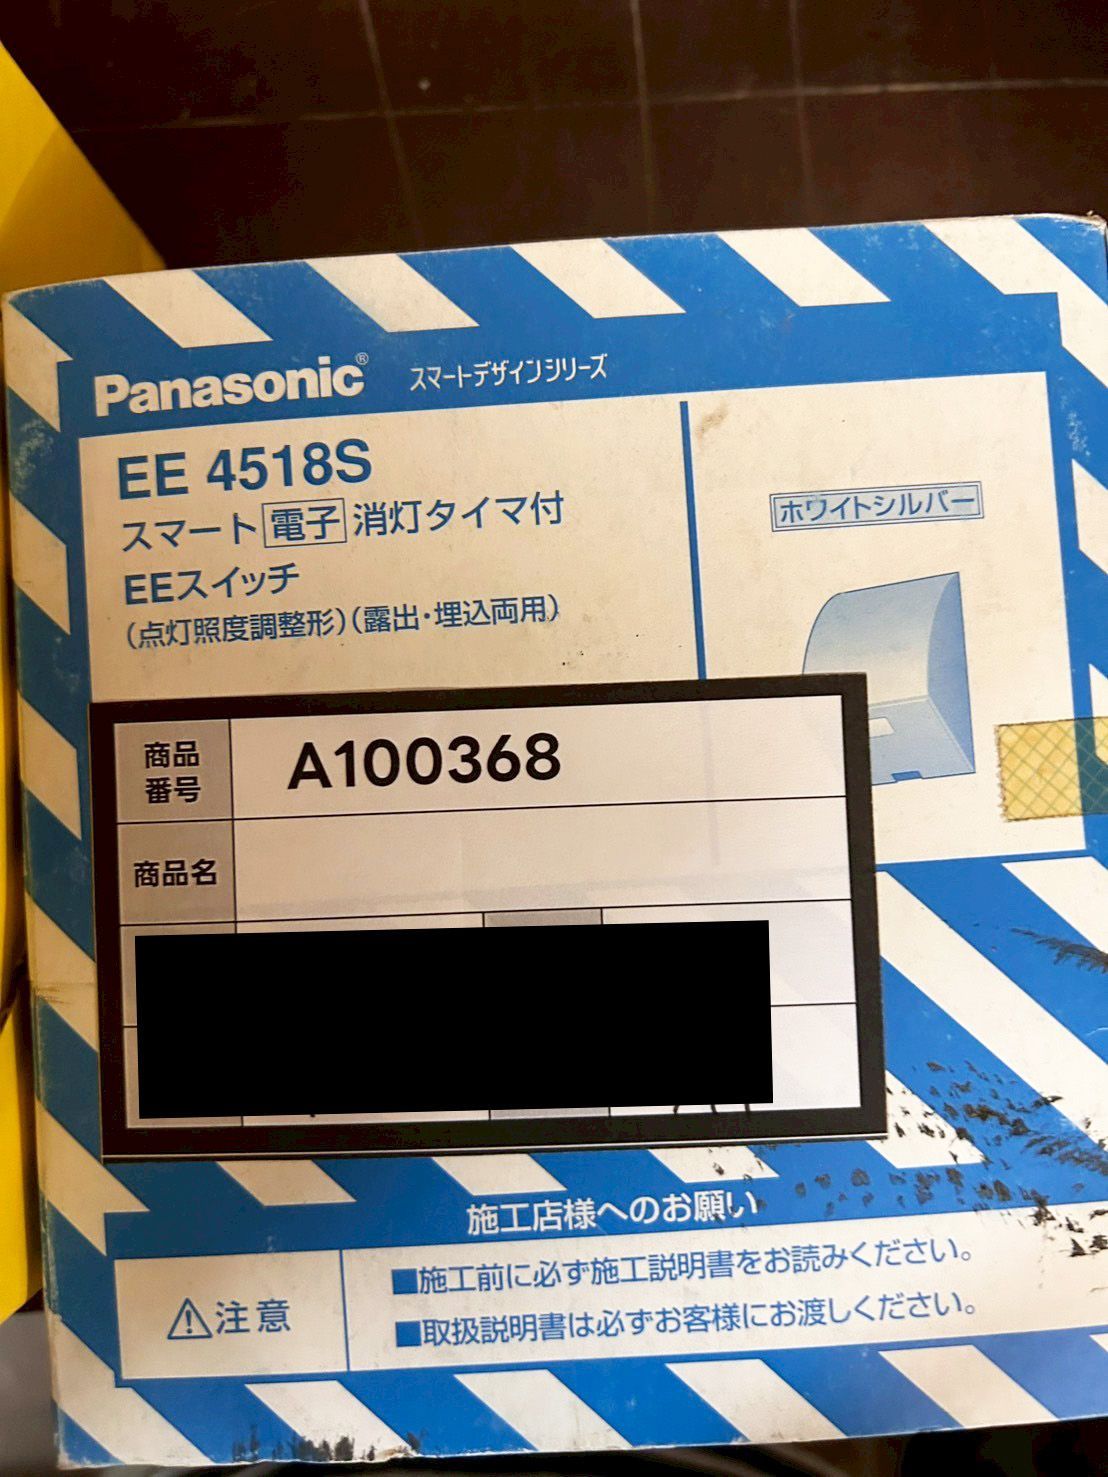 Panasonic® スマートデザインシリーズ
EE 4518S
スマート電子消灯タイマ付
EEスイッチ
(点灯照度調整形)(露出・埋込両用)
ホワイトシルバー
商品番号 A100368
商品名
施工店様へのお願い
⚠注意
■施工前に必ず施工説明書をお読みください。
■取扱説明書は必ずお客様にお渡しください。